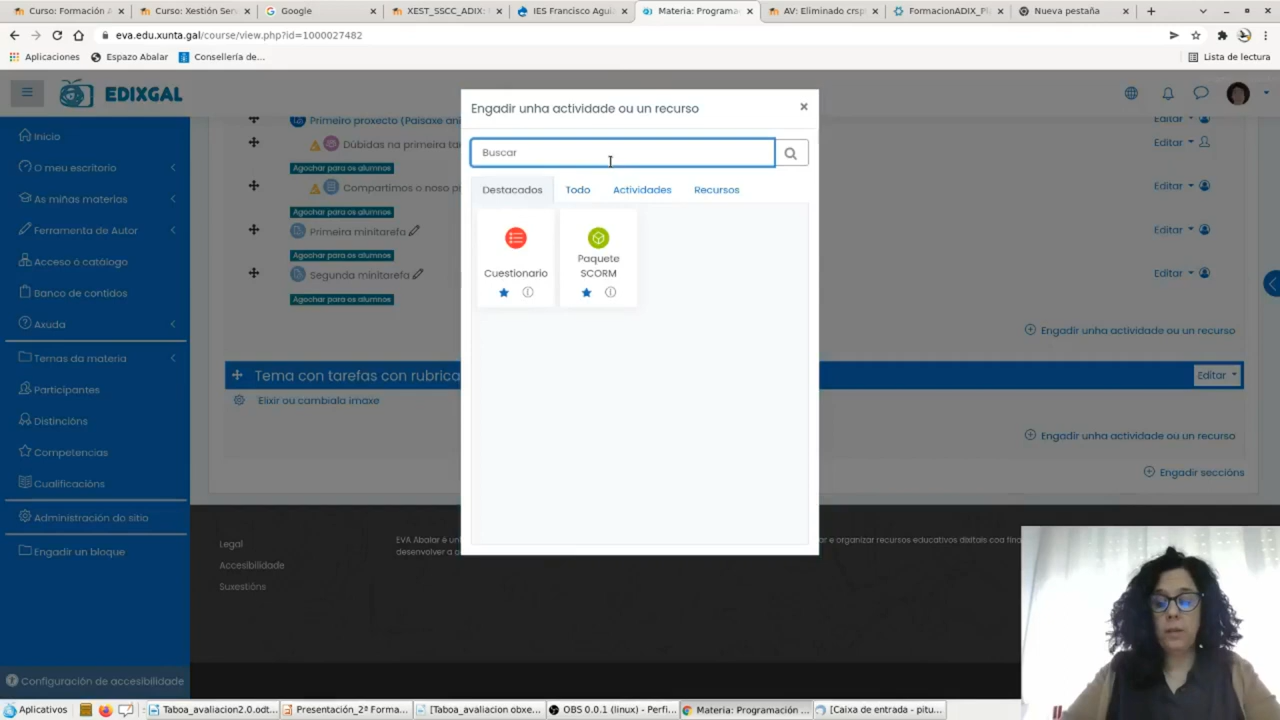 Curso: Formación A
Curso: Xestión Ser
Google
XEST_SSCC_ADIX:
IES Francisco Agui
Materia: Programa
AV: Eliminado crsp
FormacionADIX_Pl
Nueva pestaña
eva.edu.xunta.gal/course/view.php?id=1000027482
Aplicaciones
Espazo Abalar
Consellería de...
Lista de lectura
EDIXGAL
Engadir unha actividade ou un recurso
Buscar
Destacados Todo Actividades Recursos
Cuestionario
Paquete
SCORM
Inicio
O meu escritorio
As miñas materias
Ferramenta de Autor
Acceso ó catálogo
Banco de contidos
Axuda
Temas da materia
Participantes
Distincións
Competencias
Cualificacións
Administración do sitio
Engadir un bloque
Configuración de accesibilidade
Primeiro proxecto (Paisaxe ani
Editar
Dúbidas na primeira ta
Editar
Agochar para os alumnos
Compartimos o noso p
Editar
Agochar para os alumnos
Primeira minitarefa
Editar
Agochar para os alumnos
Segunda minitarefa
Editar
Agochar para os alumnos
Engadir unha actividade ou un recurso
Tema con tarefas con rubrica
Editar
Elixir ou cambiala imaxe
Engadir unha actividade ou un recurso
Engadir seccións
Legal
Accesibilidade
Suxestións
EVA Abalar é un
desenvolver a
ar e organizar recursos educativos dixitais coa fin
Aplicativos
Taboa_avaliacion2.0.odt...
Presentación_2ª Forma...
[Taboa_avaliacion obxe...
OBS 0.0.1 (linux) - Perfi...
Materia: Programación ...
[Caixa de entrada - pitu...